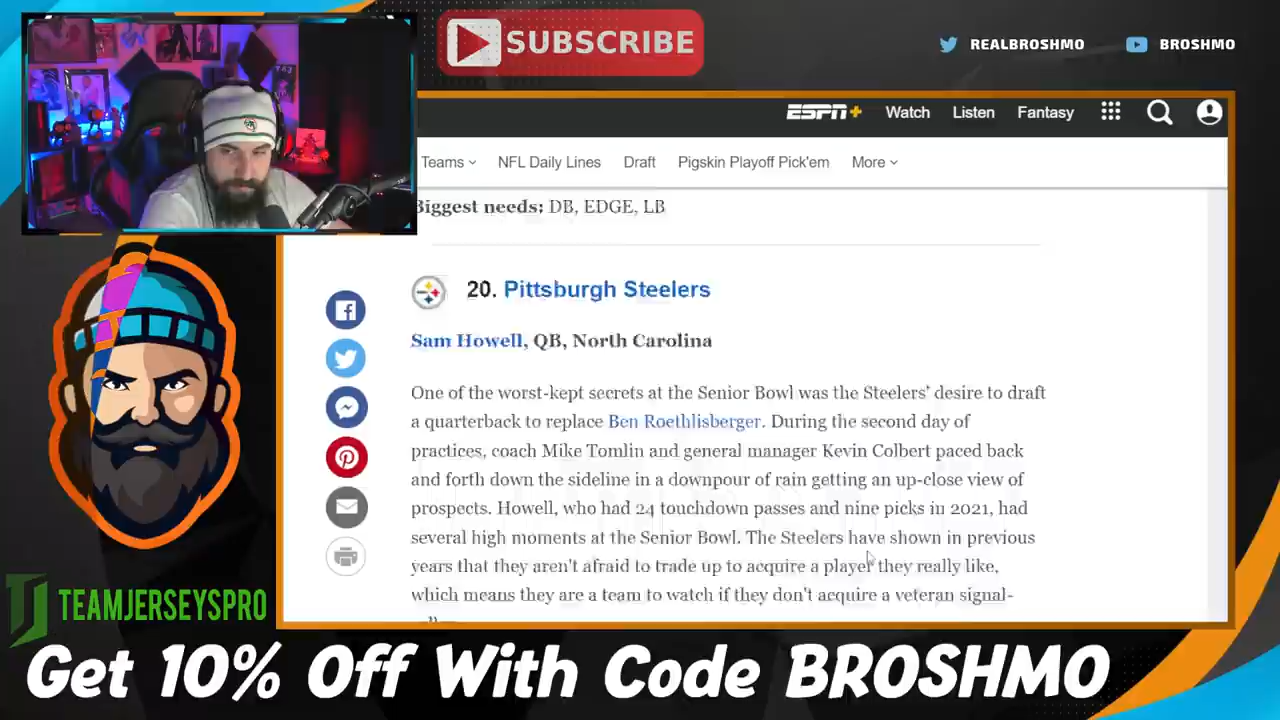 SUBSCRIBE
REALBROSHMO
BROSHMO
ESPN+ Watch Listen Fantasy
Teams NFL Daily Lines Draft Pigskin Playoff Pick'em More
Biggest needs: DB, EDGE, LB
20. Pittsburgh Steelers
Sam Howell, QB, North Carolina
One of the worst-kept secrets at the Senior Bowl was the Steelers' desire to draft
a quarterback to replace Ben Roethlisberger. During the second day of
practices, coach Mike Tomlin and general manager Kevin Colbert paced back
and forth down the sideline in a downpour of rain getting an up-close view of
prospects. Howell, who had 24 touchdown passes and nine picks in 2021, had
several high moments at the Senior Bowl. The Steelers have shown in previous
years that they aren't afraid to trade up to acquire a player they really like,
which means they are a team to watch if they don't acquire a veteran signal-
TEAMJERSEYSPRO
Get 10% Off With Code BROSHMO